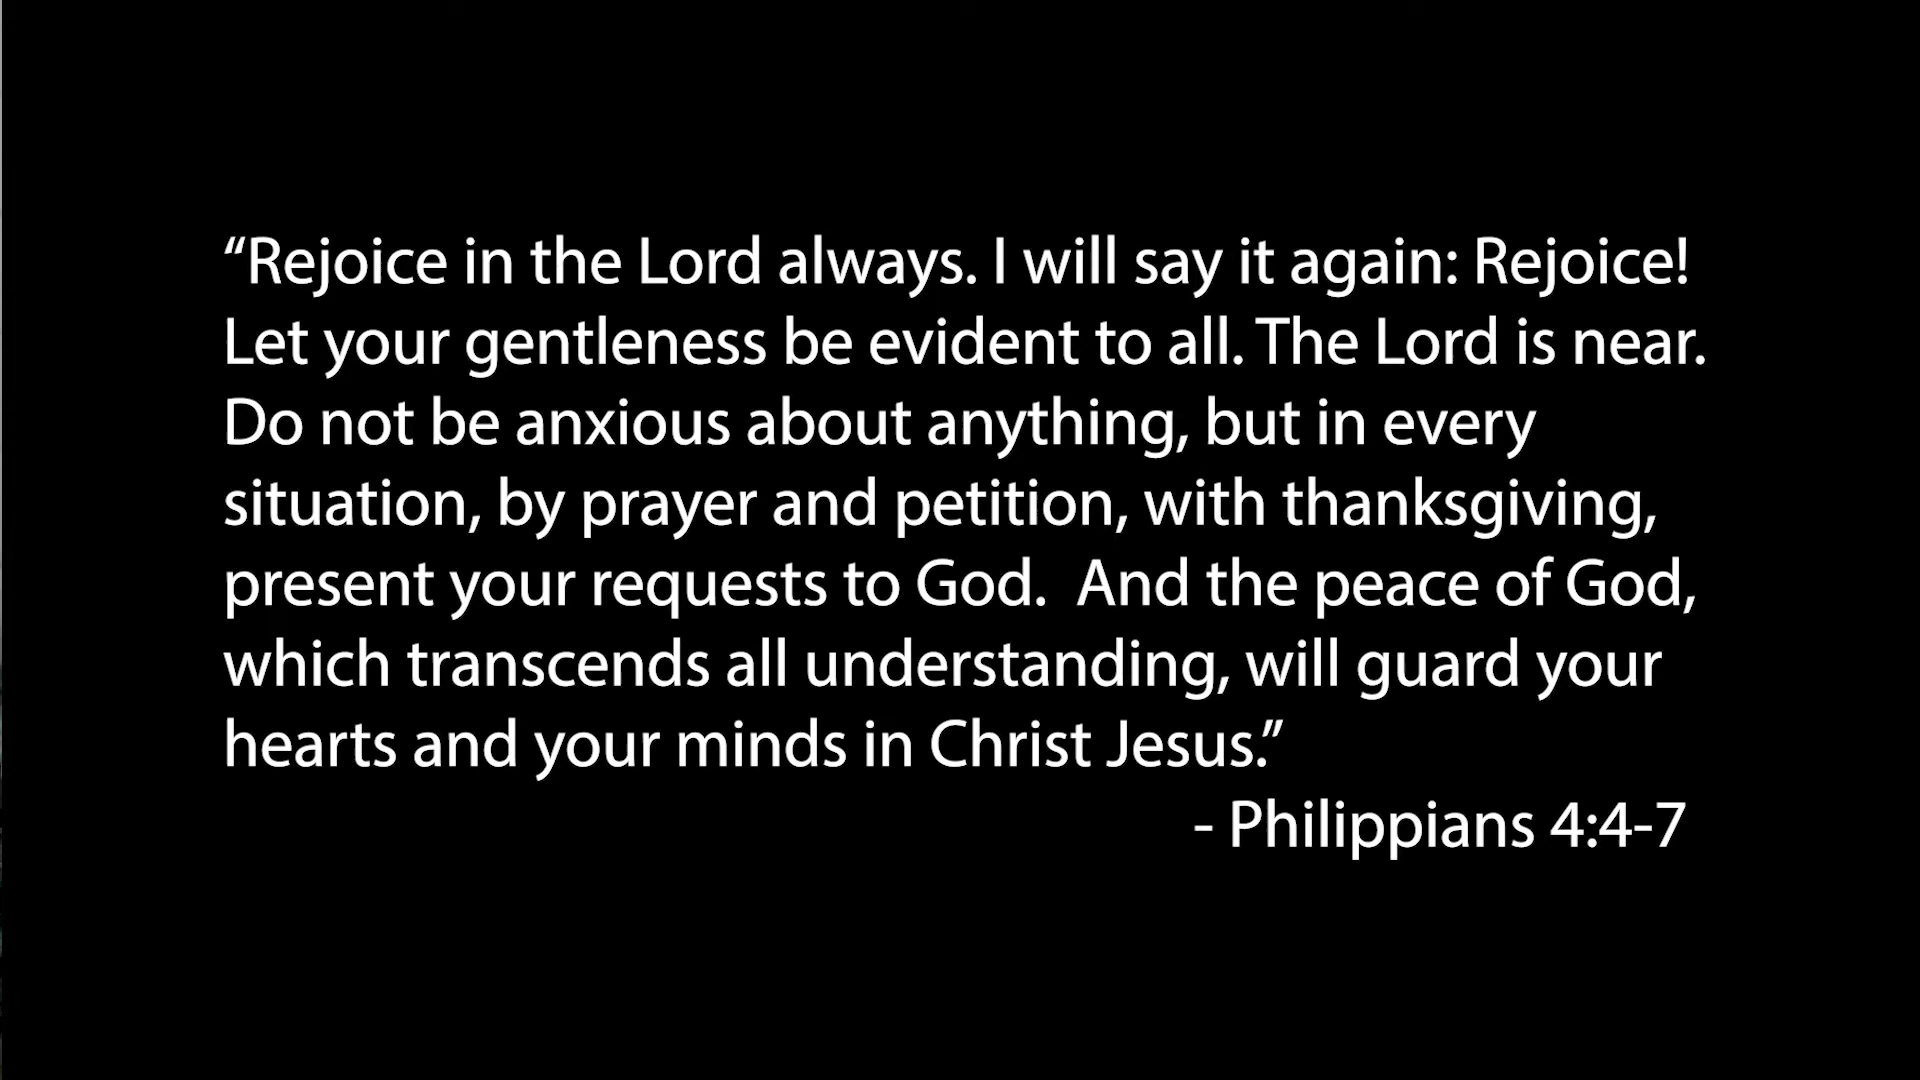 “Rejoice in the Lord always. I will say it again: Rejoice!
Let your gentleness be evident to all. The Lord is near.
Do not be anxious about anything, but in every
situation, by prayer and petition, with thanksgiving,
present your requests to God.  And the peace of God,
which transcends all understanding, will guard your
hearts and your minds in Christ Jesus.”
- Philippians 4:4-7